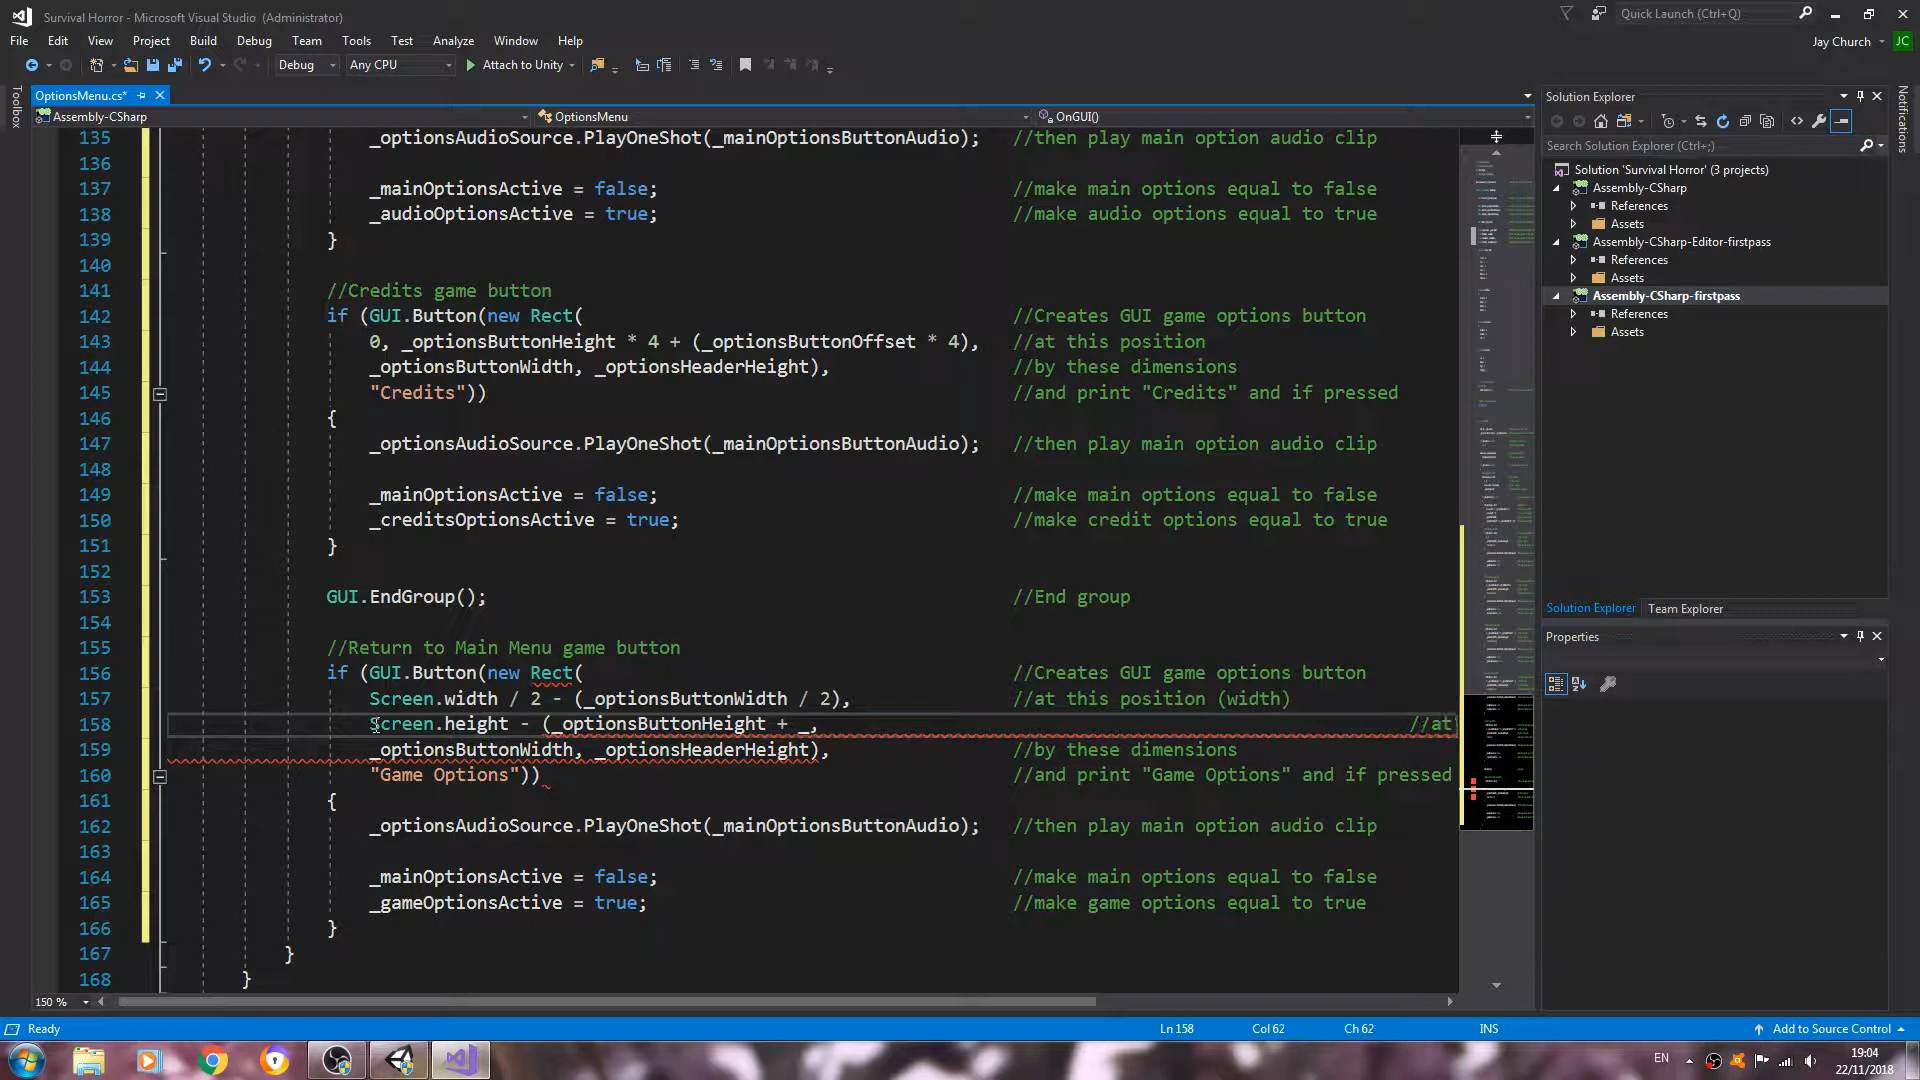 Survival Horror - Microsoft Visual Studio (Administrator)
Quick Launch (Ctrl+Q)
File Edit View Project Build Debug Team Tools Test Analyze Window Help
Jay Church JC
Debug Any CPU Attach to Unity
Toolbox
OptionsMenu.cs*
Assembly-CSharp OptionsMenu OnGUI()
135 _optionsAudioSource.PlayOneShot(_mainOptionsButtonAudio); //then play main option audio clip
136
137 _mainOptionsActive = false; //make main options equal to false
138 _audioOptionsActive = true; //make audio options equal to true
139 }
140
141 //Credits game button
142 if (GUI.Button(new Rect( //Creates GUI game options button
143 0, _optionsButtonHeight * 4 + (_optionsButtonOffset * 4), //at this position
144 _optionsButtonWidth, _optionsHeaderHeight), //by these dimensions
145 "Credits")) //and print "Credits" and if pressed
146 {
147 _optionsAudioSource.PlayOneShot(_mainOptionsButtonAudio); //then play main option audio clip
148
149 _mainOptionsActive = false; //make main options equal to false
150 _creditsOptionsActive = true; //make credit options equal to true
151 }
152
153 GUI.EndGroup(); //End group
154
155 //Return to Main Menu game button
156 if (GUI.Button(new Rect( //Creates GUI game options button
157 Screen.width / 2 - (_optionsButtonWidth / 2), //at this position (width)
158 Screen.height - (_optionsButtonHeight + _, //at
159 _optionsButtonWidth, _optionsHeaderHeight), //by these dimensions
160 "Game Options")) //and print "Game Options" and if pressed
161 {
162 _optionsAudioSource.PlayOneShot(_mainOptionsButtonAudio); //then play main option audio clip
163
164 _mainOptionsActive = false; //make main options equal to false
165 _gameOptionsActive = true; //make game options equal to true
166 }
167 }
168 }
150 %
Solution Explorer
Search Solution Explorer (Ctrl+;)
Solution 'Survival Horror' (3 projects)
Assembly-CSharp
References
Assets
Assembly-CSharp-Editor-firstpass
References
Assets
Assembly-CSharp-firstpass
References
Assets
Solution Explorer Team Explorer
Properties
Notifications
Ready Ln 158 Col 62 Ch 62 INS Add to Source Control
EN
19:04
22/11/2018